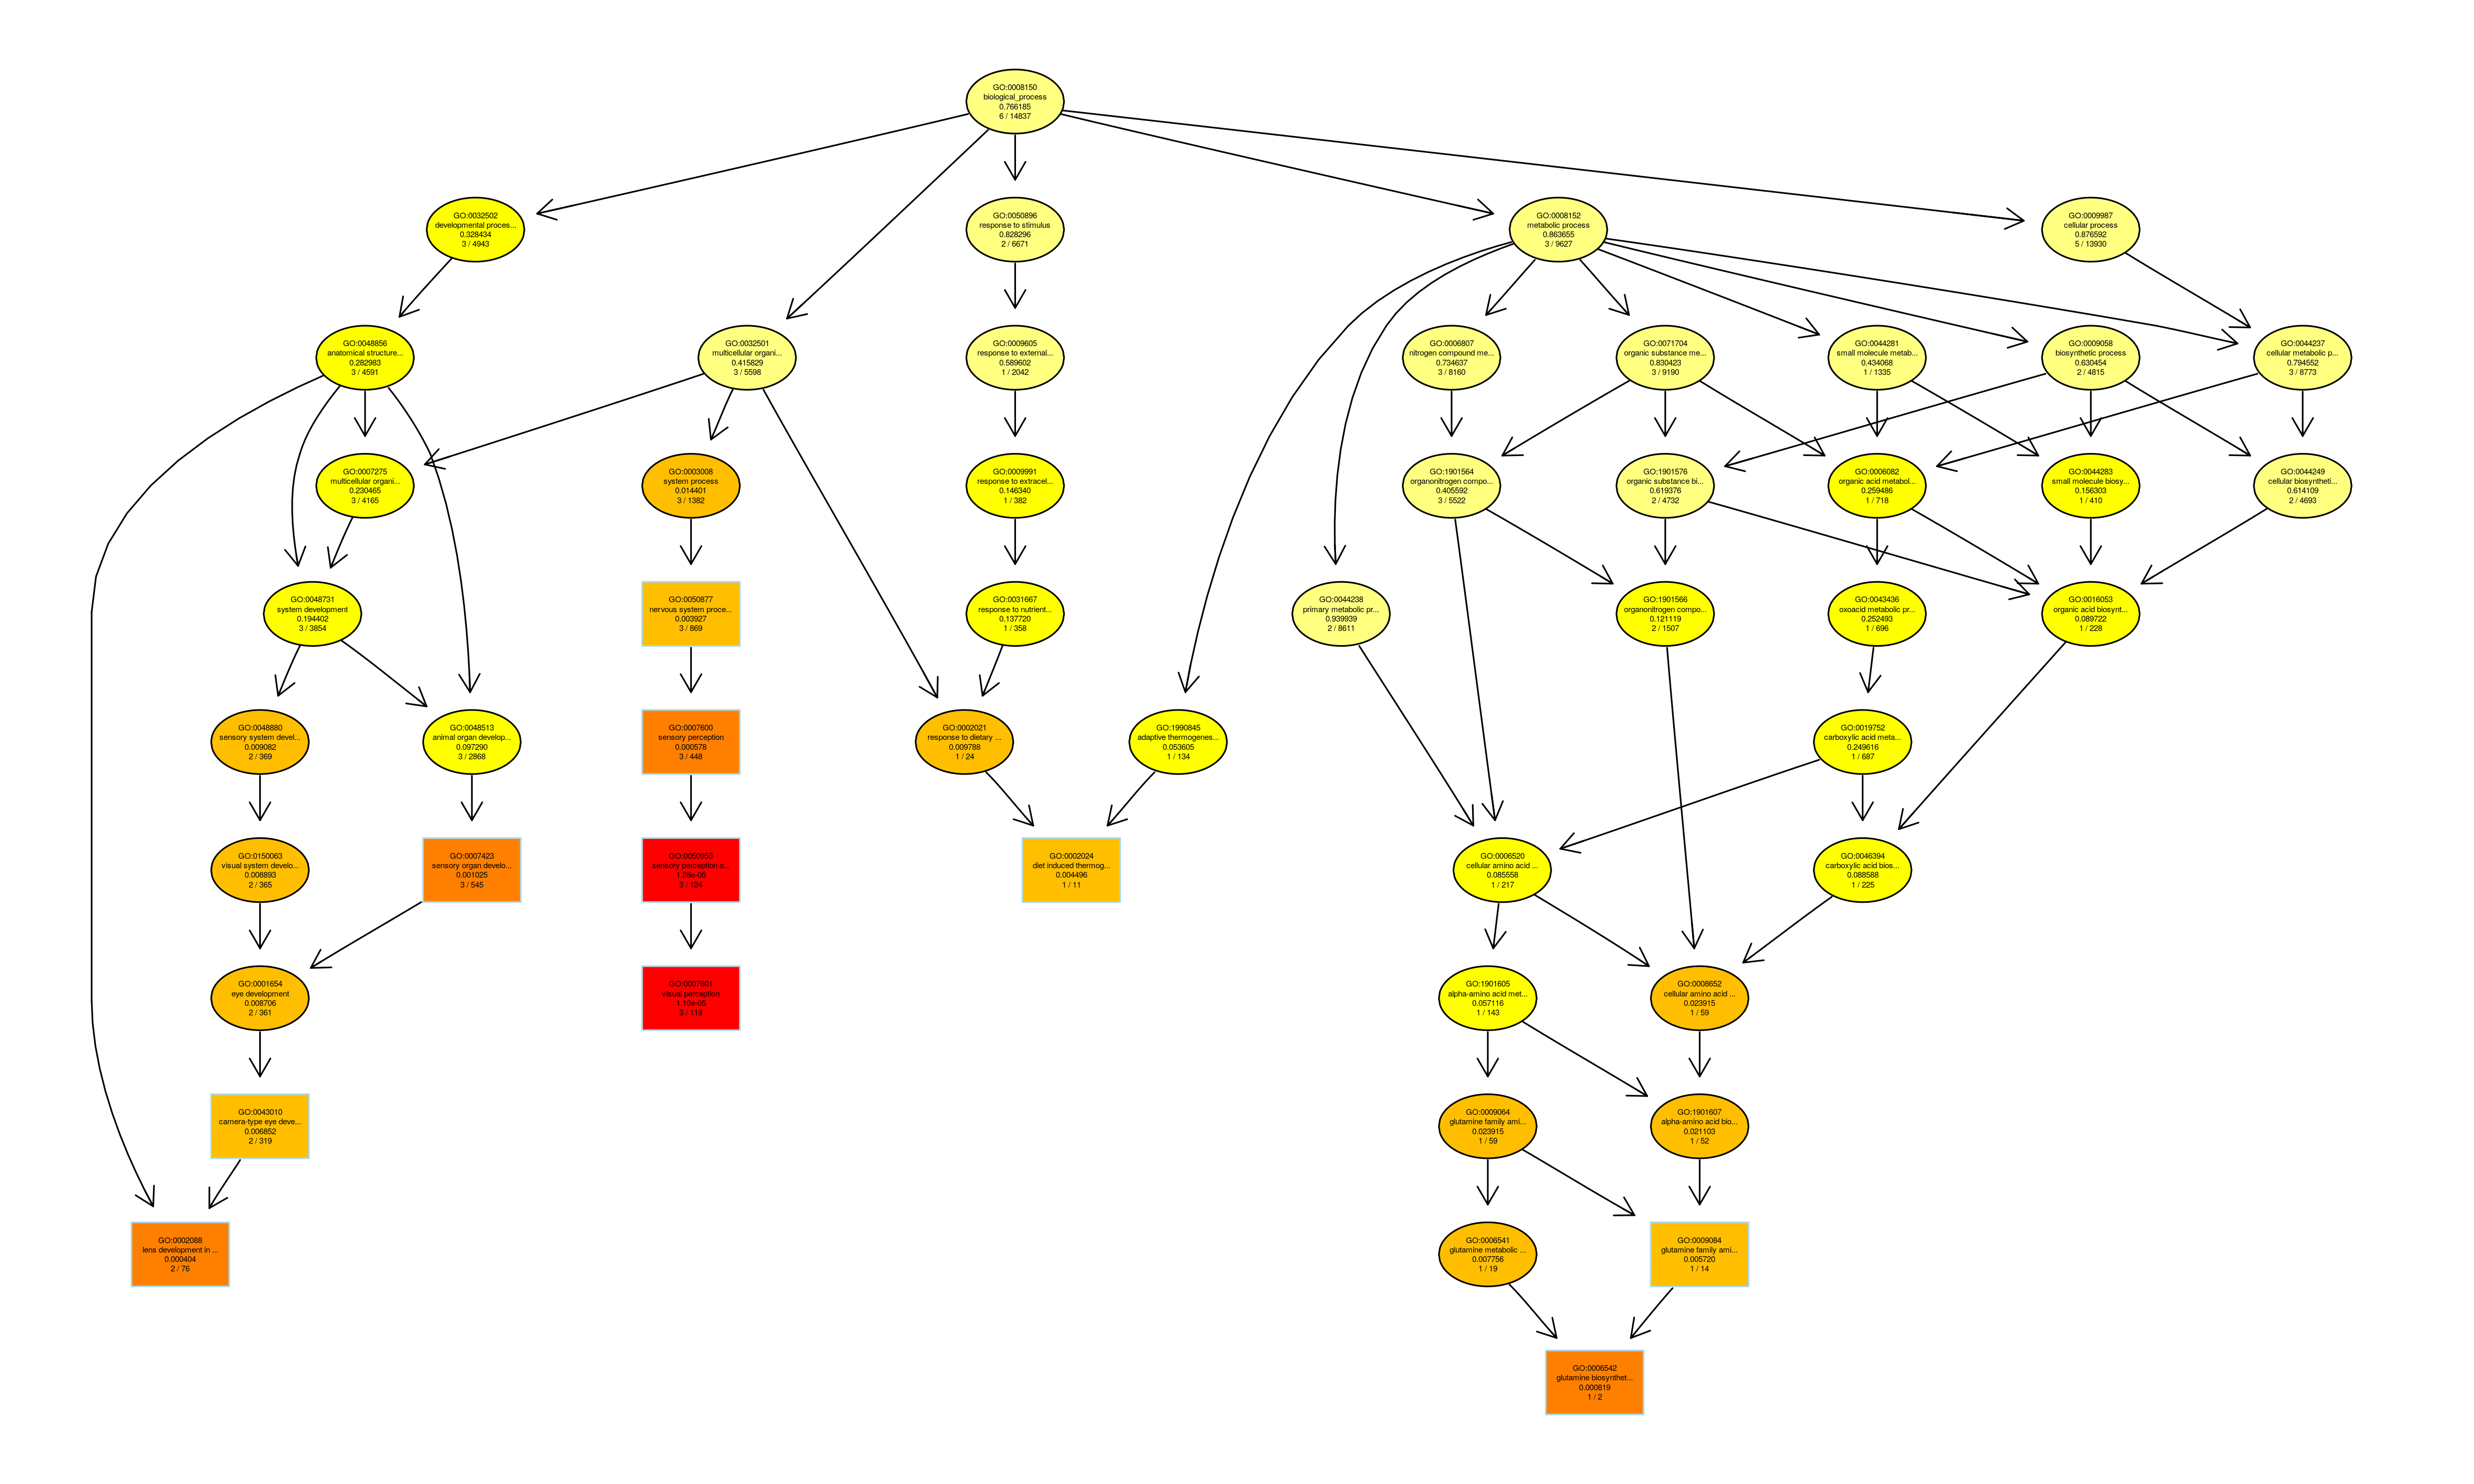 GO:0008150
biological_process
0.766185
6 / 14837
GO:0032502
developmental proces...
0.328434
3 / 4943
GO:0050896
response to stimulus
0.828296
2 / 6671
GO:0008152
metabolic process
0.863655
3 / 9627
GO:0009987
cellular process
0.876592
5 / 13930
GO:0048856
anatomical structure...
0.282983
3 / 4591
GO:0032501
multicellular organi...
0.415829
3 / 5598
GO:0009605
response to external...
0.589602
1 / 2042
GO:0006807
nitrogen compound me...
0.734637
3 / 8160
GO:0071704
organic substance me...
0.830423
3 / 9190
GO:0044281
small molecule metab...
0.434068
1 / 1335
GO:0009058
biosynthetic process
0.630454
2 / 4815
GO:0044237
cellular metabolic p...
0.794552
3 / 8773
GO:0007275
multicellular organi...
0.230465
3 / 4165
GO:0003008
system process
0.014401
3 / 1382
GO:0009991
response to extracel...
0.146340
1 / 382
GO:1901564
organonitrogen compo...
0.405592
3 / 5522
GO:1901576
organic substance bi...
0.619376
2 / 4732
GO:0006082
organic acid metabol...
0.259486
1 / 718
GO:0044283
small molecule biosy...
0.156303
1 / 410
GO:0044249
cellular biosyntheti...
0.614109
2 / 4693
GO:0048731
system development
0.194402
3 / 3854
GO:0050877
nervous system proce...
0.003927
3 / 869
GO:0031667
response to nutrient...
0.137720
1 / 358
GO:0044238
primary metabolic pr...
0.939939
2 / 8611
GO:1901566
organonitrogen compo...
0.121119
2 / 1507
GO:0043436
oxoacid metabolic pr...
0.252493
1 / 696
GO:0016053
organic acid biosynt...
0.089722
1 / 228
GO:0048880
sensory system devel...
0.009082
2 / 369
GO:0048513
animal organ develop...
0.097290
3 / 2868
GO:0007600
sensory perception
0.000578
3 / 448
GO:0002021
response to dietary ...
0.009788
1 / 24
GO:1990845
adaptive thermogenes...
0.053605
1 / 134
GO:0019752
carboxylic acid meta...
0.249616
1 / 687
GO:0150063
visual system develo...
0.008893
2 / 365
GO:0007423
sensory organ develo...
0.001025
3 / 545
GO:0050953
sensory perception o...
1.28e-05
3 / 124
GO:0002024
diet induced thermog...
0.004496
1 / 11
GO:0006520
cellular amino acid ...
0.085558
1 / 217
GO:0046394
carboxylic acid bios...
0.088588
1 / 225
GO:0001654
eye development
0.008706
2 / 361
GO:0007601
visual perception
1.10e-05
3 / 118
GO:1901605
alpha-amino acid met...
0.057116
1 / 143
GO:0008652
cellular amino acid ...
0.023915
1 / 59
GO:0043010
camera-type eye deve...
0.006852
2 / 319
GO:0009064
glutamine family ami...
0.023915
1 / 59
GO:1901607
alpha-amino acid bio...
0.021103
1 / 52
GO:0002088
lens development in ...
0.000404
2 / 76
GO:0006541
glutamine metabolic ...
0.007756
1 / 19
GO:0009084
glutamine family ami...
0.005720
1 / 14
GO:0006542
glutamine biosynthet...
0.000819
1 / 2